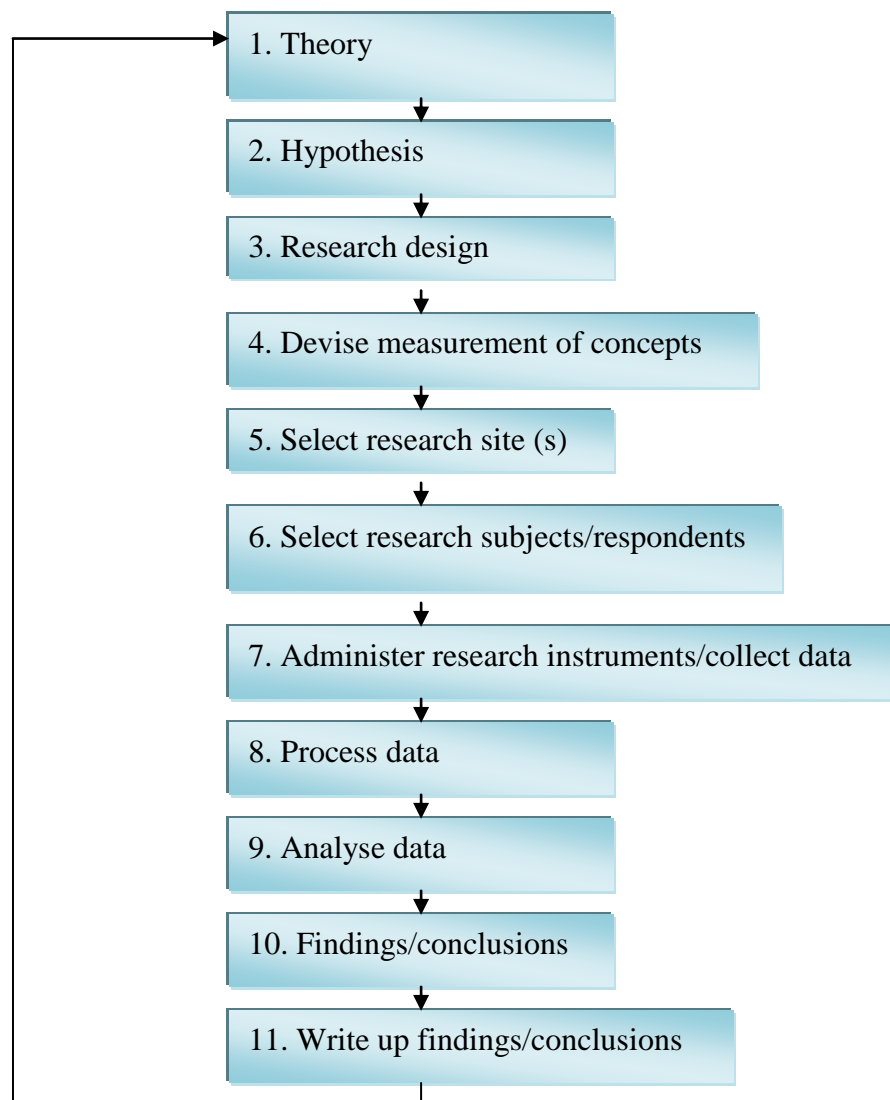 1. Theory
2. Hypothesis
3. Research design
4. Devise measurement of concepts
5. Select research site (s)
6. Select research subjects/respondents
7. Administer research instruments/collect data
8. Process data
9. Analyse data
10. Findings/conclusions
11. Write up findings/conclusions